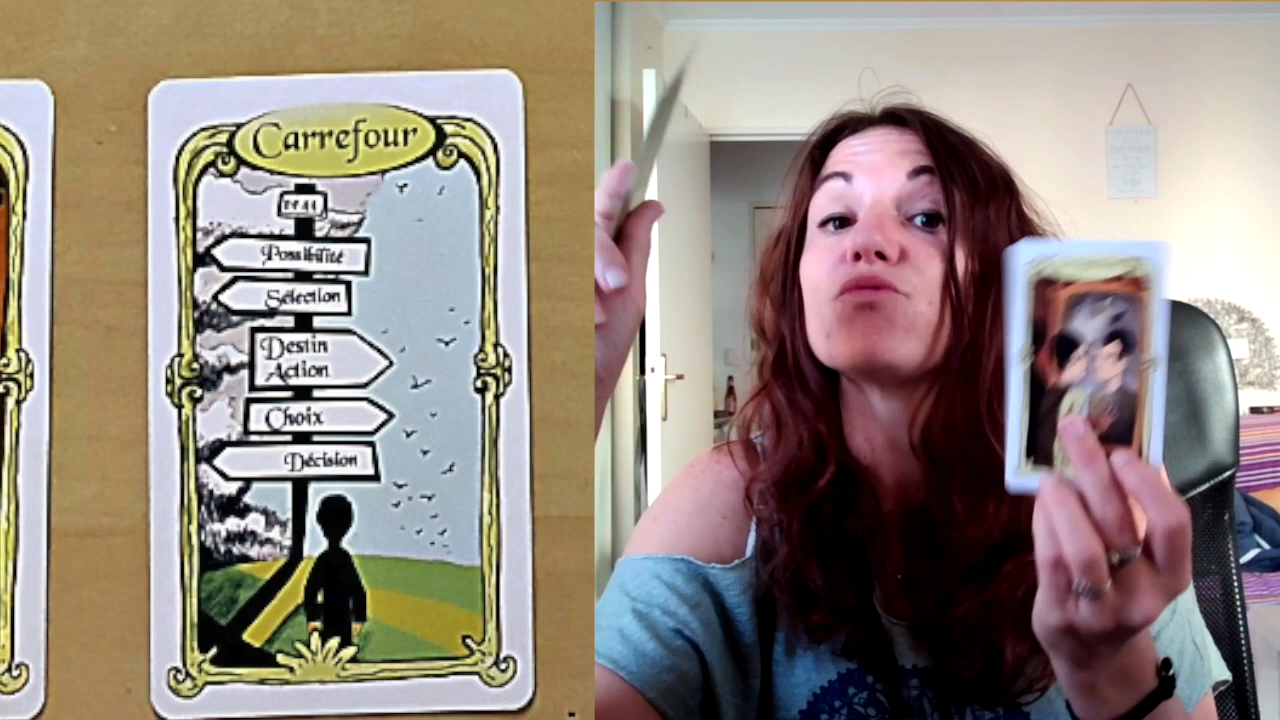 Carrefour
Possibilité
Sélection
Destin
Action
Choix
Décision